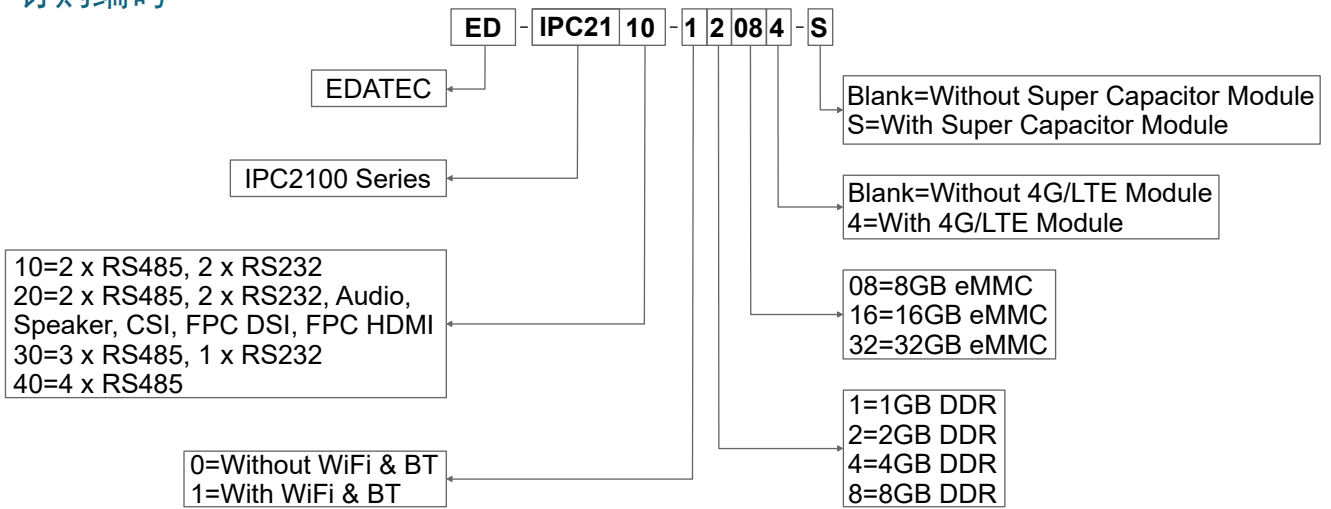 订购编码
ED - IPC21 10 - 1 2 08 4 - S
EDATEC
IPC2100 Series
10=2 x RS485, 2 x RS232
20=2 x RS485, 2 x RS232, Audio,
Speaker, CSI, FPC DSI, FPC HDMI
30=3 x RS485, 1 x RS232
40=4 x RS485
0=Without WiFi & BT
1=With WiFi & BT
Blank=Without Super Capacitor Module
S=With Super Capacitor Module
Blank=Without 4G/LTE Module
4=With 4G/LTE Module
08=8GB eMMC
16=16GB eMMC
32=32GB eMMC
1=1GB DDR
2=2GB DDR
4=4GB DDR
8=8GB DDR